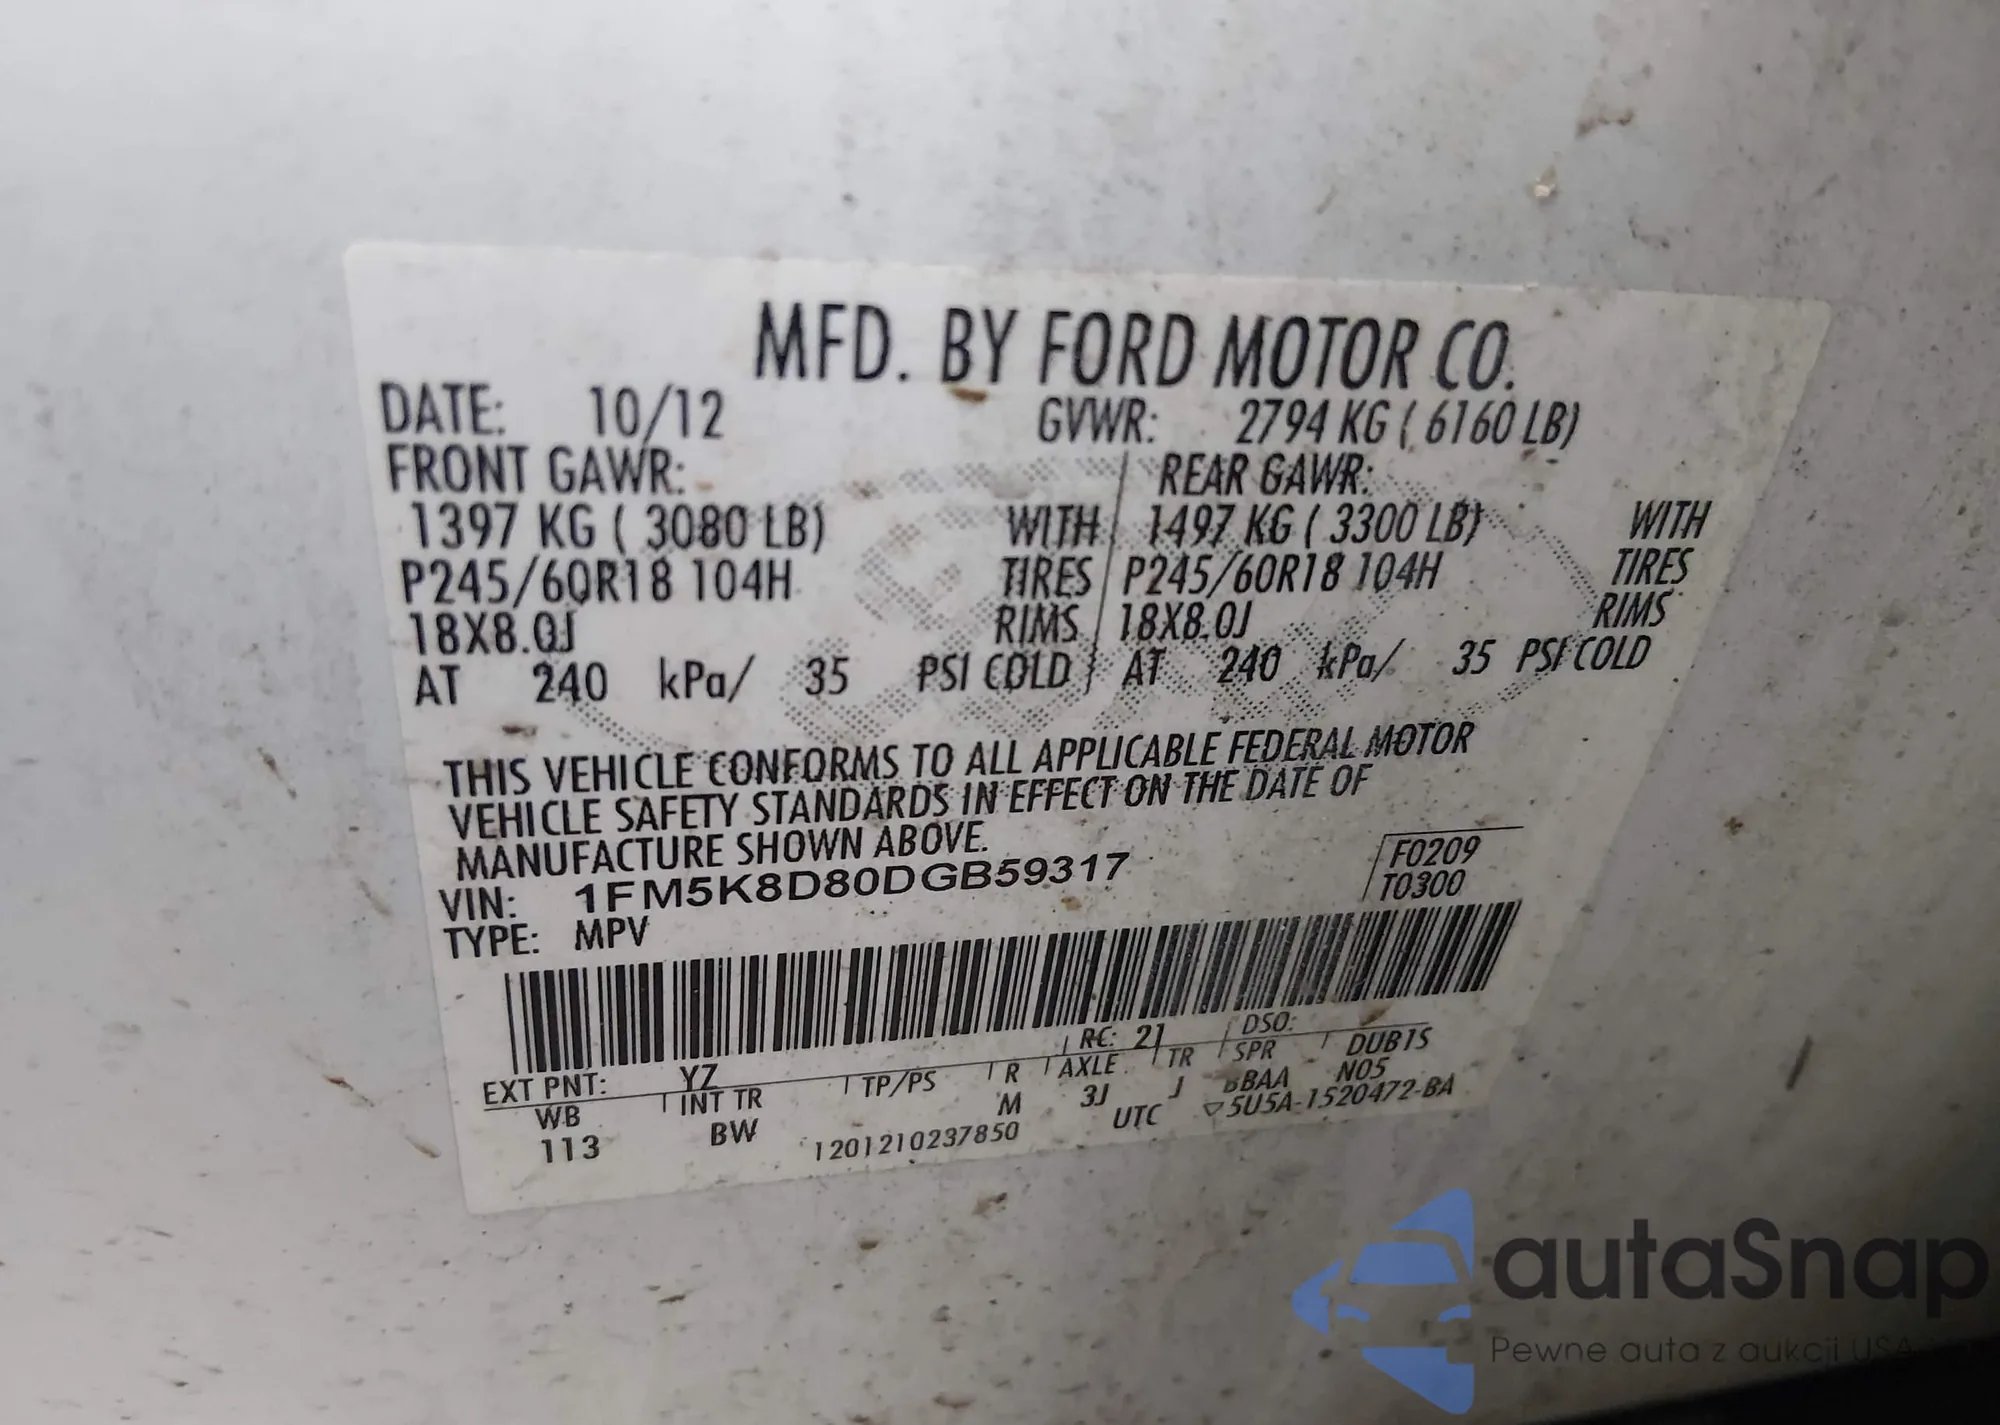 MFD. BY FORD MOTOR CO.
DATE: 10/12 GVWR: 2794 KG ( 6160 LB)
FRONT GAWR: REAR GAWR:
1397 KG ( 3080 LB) WITH 1497 KG ( 3300 LB) WITH
P245/60R18 104H TIRES P245/60R18 104H TIRES
18X8.0J RIMS 18X8.0J RIMS
AT 240 kPa/ 35 PSI COLD AT 240 kPa/ 35 PSI COLD
THIS VEHICLE CONFORMS TO ALL APPLICABLE FEDERAL MOTOR
VEHICLE SAFETY STANDARDS IN EFFECT ON THE DATE OF
MANUFACTURE SHOWN ABOVE.
F0209
T0300
VIN: 1FM5K8D80DGB59317
TYPE: MPV
EXT PNT: YZ RC: 21 DSO:
WB INT TR TP/PS R AXLE TR SPR DUB1S
113 BW M 3J J BBAA N05
1201210237850 UTC ▽5U5A-1520472-BA
autaSnap
Pewne auta z aukcji USA